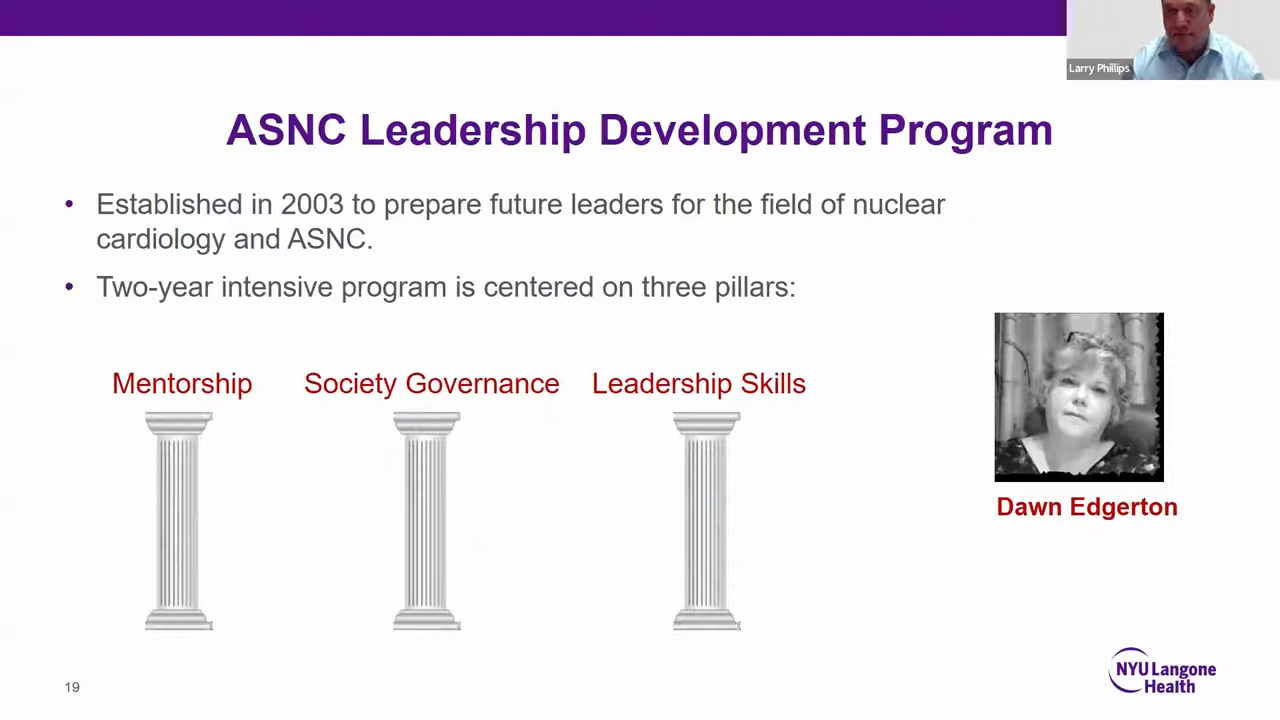 Larry Phillips
ASNC Leadership Development Program
• Established in 2003 to prepare future leaders for the field of nuclear
cardiology and ASNC.
• Two-year intensive program is centered on three pillars:
Mentorship
Society Governance
Leadership Skills
Dawn Edgerton
19
NYU Langone
Health